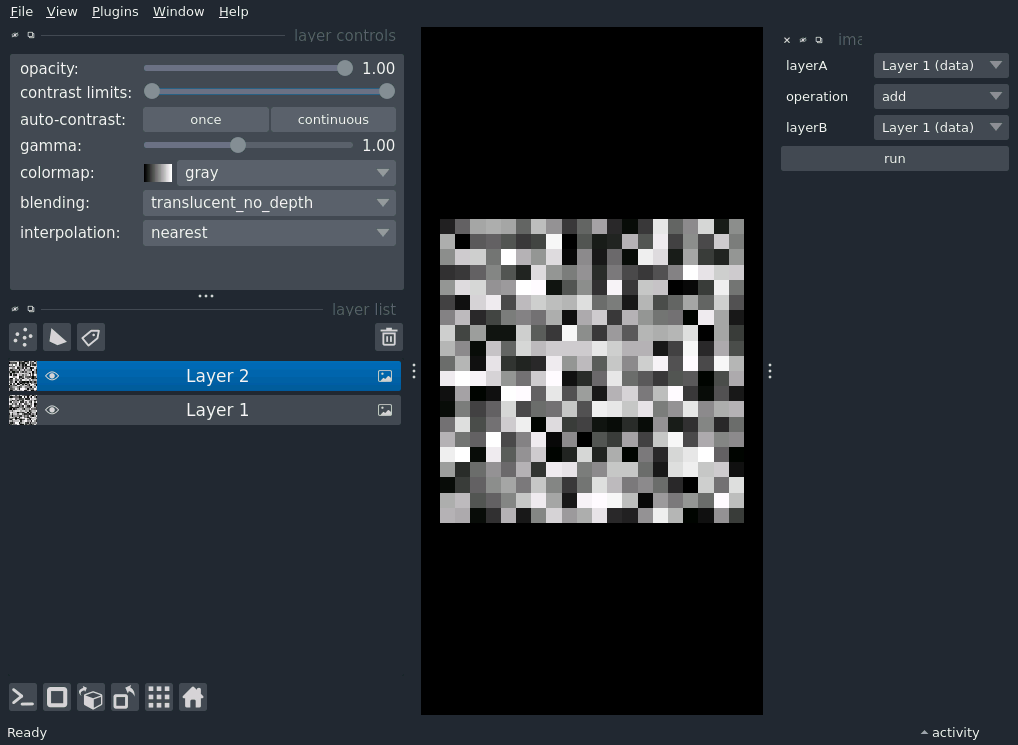 File View Plugins Window Help
layer controls
opacity: 1.00
contrast limits:
auto-contrast: once continuous
gamma: 1.00
colormap: gray
blending: translucent_no_depth
interpolation: nearest
layer list
Layer 2
Layer 1
ima
layerA Layer 1 (data)
operation add
layerB Layer 1 (data)
run
Ready
activity